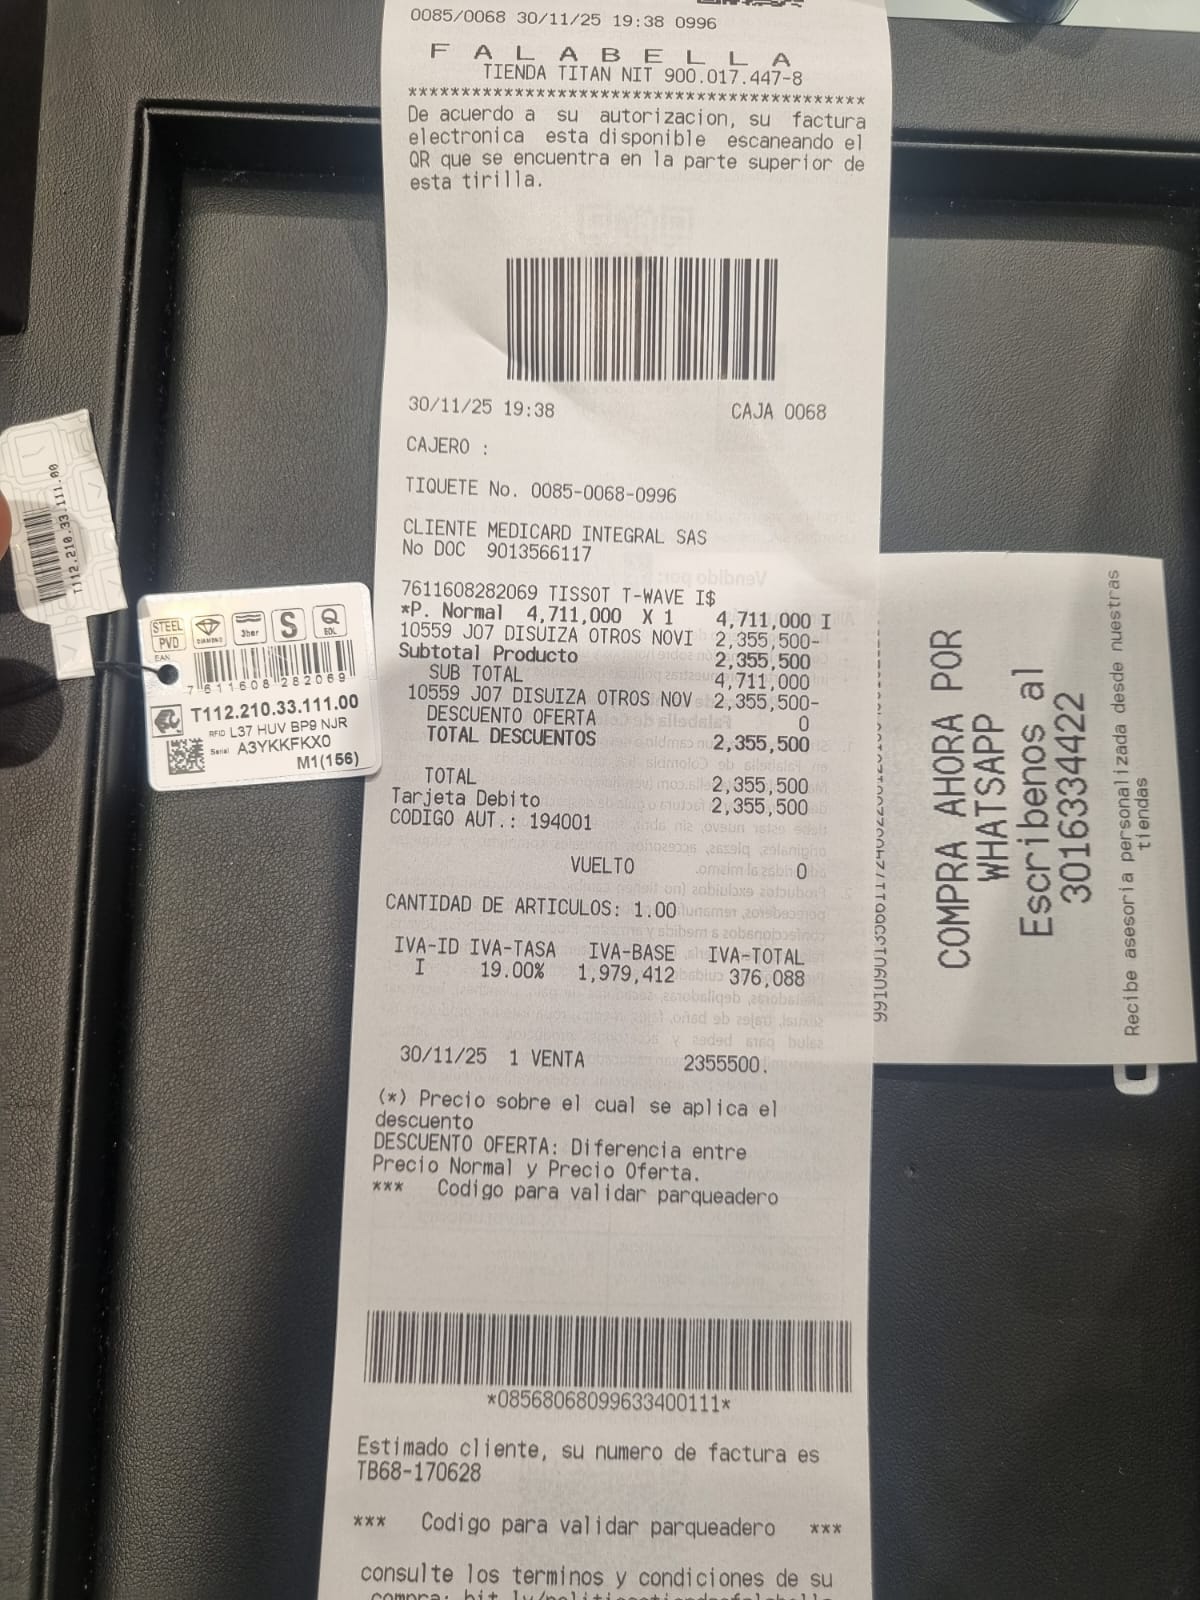 0085/0068 30/11/25 19:38 0996
F A L A B E L L A
TIENDA TITAN NIT 900.017.447-8
*******************************************
De acuerdo a su autorizacion, su factura
electronica esta disponible escaneando el
QR que se encuentra en la parte superior de
esta tirilla.
30/11/25 19:38 CAJA 0068
CAJERO :
TIQUETE No. 0085-0068-0996
CLIENTE MEDICARD INTEGRAL SAS
No DOC 9013566117
7611608282069 TISSOT T-WAVE I$
*P. Normal 4,711,000 X 1 4,711,000 I
10559 J07 DISUIZA OTROS NOVI 2,355,500-
Subtotal Producto 2,355,500
SUB TOTAL 4,711,000
10559 J07 DISUIZA OTROS NOV 2,355,500-
DESCUENTO OFERTA 0
TOTAL DESCUENTOS 2,355,500
TOTAL 2,355,500
Tarjeta Debito 2,355,500
CODIGO AUT.: 194001
VUELTO 0
CANTIDAD DE ARTICULOS: 1.00
IVA-ID IVA-TASA IVA-BASE IVA-TOTAL
I 19.00% 1,979,412 376,088
30/11/25 1 VENTA 2355500.
(*) Precio sobre el cual se aplica el
descuento
DESCUENTO OFERTA: Diferencia entre
Precio Normal y Precio Oferta.
*** Codigo para validar parqueadero
*08568068099633400111*
Estimado cliente, su numero de factura es
TB68-170628
*** Codigo para validar parqueadero ***
consulte los terminos y condiciones de su
T112.210.33.111.00
STEEL
PVD
DIAMOND
3bar
S
Q
EOL
EAN
7 611608 282069
T112.210.33.111.00
RFID L37 HUV BP9 NJR
Serial A3YKKFKX0
M1(156)
COMPRA AHORA POR
WHATSAPP
Escribenos al
3016334422
Recibe asesoria personalizada desde nuestras
tiendas